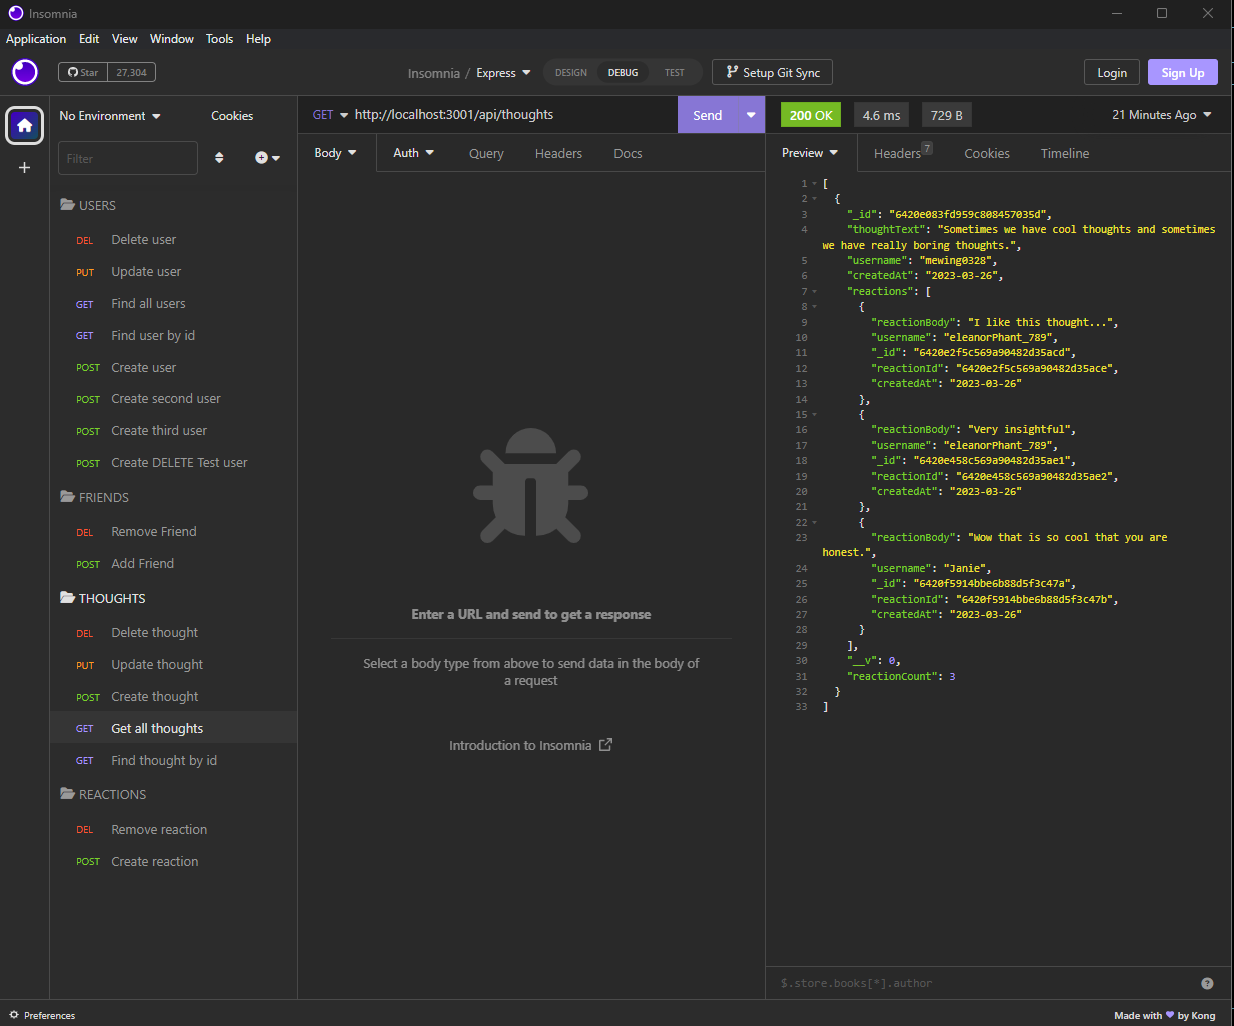 Insomnia
Application Edit View Window Tools Help
Star 27,304
Insomnia / Express
DESIGN DEBUG TEST
Setup Git Sync
Login Sign Up
No Environment Cookies
Filter
USERS
DEL Delete user
PUT Update user
GET Find all users
GET Find user by id
POST Create user
POST Create second user
POST Create third user
POST Create DELETE Test user
FRIENDS
DEL Remove Friend
POST Add Friend
THOUGHTS
DEL Delete thought
PUT Update thought
POST Create thought
GET Get all thoughts
GET Find thought by id
REACTIONS
DEL Remove reaction
POST Create reaction
GET http://localhost:3001/api/thoughts Send
Body Auth Query Headers Docs
Enter a URL and send to get a response
Select a body type from above to send data in the body of
a request
Introduction to Insomnia
200 OK 4.6 ms 729 B 21 Minutes Ago
Preview Headers 7 Cookies Timeline
1 [
2 {
3 "_id": "6420e083fd959c808457035d",
4 "thoughtText": "Sometimes we have cool thoughts and sometimes
we have really boring thoughts.",
5 "username": "mewing0328",
6 "createdAt": "2023-03-26",
7 "reactions": [
8 {
9 "reactionBody": "I like this thought...",
10 "username": "eleanorPhant_789",
11 "_id": "6420e2f5c569a90482d35acd",
12 "reactionId": "6420e2f5c569a90482d35ace",
13 "createdAt": "2023-03-26"
14 },
15 {
16 "reactionBody": "Very insightful",
17 "username": "eleanorPhant_789",
18 "_id": "6420e458c569a90482d35ae1",
19 "reactionId": "6420e458c569a90482d35ae2",
20 "createdAt": "2023-03-26"
21 },
22 {
23 "reactionBody": "Wow that is so cool that you are
honest.",
24 "username": "Janie",
25 "_id": "6420f5914bbe6b88d5f3c47a",
26 "reactionId": "6420f5914bbe6b88d5f3c47b",
27 "createdAt": "2023-03-26"
28 }
29 ],
30 "__v": 0,
31 "reactionCount": 3
32 }
33 ]
$.store.books[*].author
Preferences
Made with by Kong